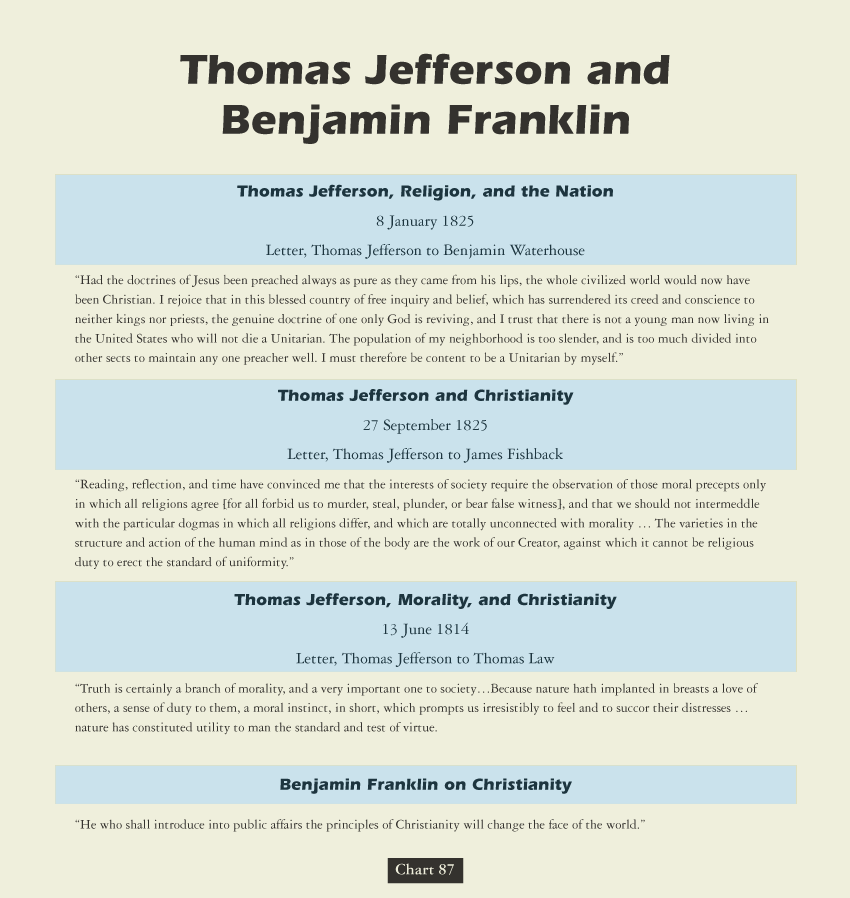 Thomas Jefferson and
Benjamin Franklin
Thomas Jefferson, Religion, and the Nation
8 January 1825
Letter, Thomas Jefferson to Benjamin Waterhouse
“Had the doctrines of Jesus been preached always as pure as they came from his lips, the whole civilized world would now have
been Christian. I rejoice that in this blessed country of free inquiry and belief, which has surrendered its creed and conscience to
neither kings nor priests, the genuine doctrine of one only God is reviving, and I trust that there is not a young man now living in
the United States who will not die a Unitarian. The population of my neighborhood is too slender, and is too much divided into
other sects to maintain any one preacher well. I must therefore be content to be a Unitarian by myself.”
Thomas Jefferson and Christianity
27 September 1825
Letter, Thomas Jefferson to James Fishback
“Reading, reflection, and time have convinced me that the interests of society require the observation of those moral precepts only
in which all religions agree [for all forbid us to murder, steal, plunder, or bear false witness], and that we should not intermeddle
with the particular dogmas in which all religions differ, and which are totally unconnected with morality … The varieties in the
structure and action of the human mind as in those of the body are the work of our Creator, against which it cannot be religious
duty to erect the standard of uniformity.”
Thomas Jefferson, Morality, and Christianity
13 June 1814
Letter, Thomas Jefferson to Thomas Law
“Truth is certainly a branch of morality, and a very important one to society…Because nature hath implanted in breasts a love of
others, a sense of duty to them, a moral instinct, in short, which prompts us irresistibly to feel and to succor their distresses …
nature has constituted utility to man the standard and test of virtue.
Benjamin Franklin on Christianity
“He who shall introduce into public affairs the principles of Christianity will change the face of the world.”
Chart 87